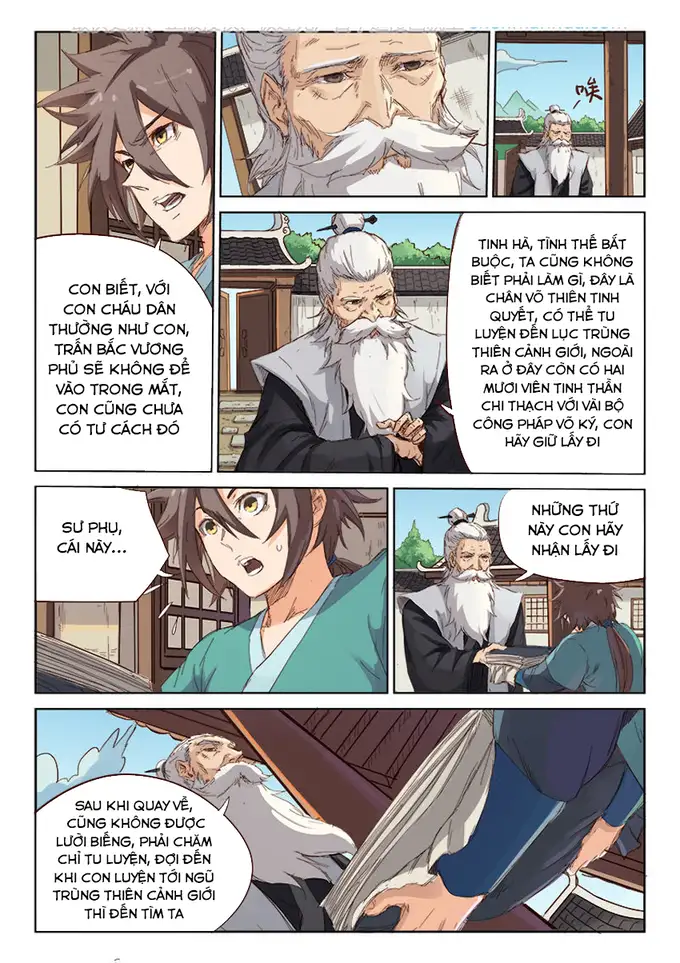 唉
CON BIẾT, VỚI
CON CHÁU DÂN
THƯỜNG NHƯ CON,
TRẤN BẮC VƯƠNG
PHỦ SẼ KHÔNG ĐỂ
VÀO TRONG MẮT,
CON CŨNG CHƯA
CÓ TƯ CÁCH ĐÓ
TINH HÀ, TÌNH THẾ BẮT
BUỘC, TA CŨNG KHÔNG
BIẾT PHẢI LÀM GÌ, ĐÂY LÀ
CHÂN VÕ THIÊN TINH
QUYẾT, CÓ THỂ TU
LUYỆN ĐẾN LỤC TRÙNG
THIÊN CẢNH GIỚI, NGOÀI
RA Ở ĐÂY CÒN CÓ HAI
MƯƠI VIÊN TINH THẦN
CHI THẠCH VỚI VÀI BỘ
CÔNG PHÁP VÕ KỸ, CON
HÃY GIỮ LẤY ĐI
SƯ PHỤ,
CÁI NÀY...
NHỮNG THỨ
NÀY CON HÃY
NHẬN LẤY ĐI
SAU KHI QUAY VỀ,
CŨNG KHÔNG ĐƯỢC
LƯỜI BIẾNG, PHẢI CHĂM
CHỈ TU LUYỆN, ĐỢI ĐẾN
KHI CON LUYỆN TỚI NGŨ
TRÙNG THIÊN CẢNH GIỚI
THÌ ĐẾN TÌM TA